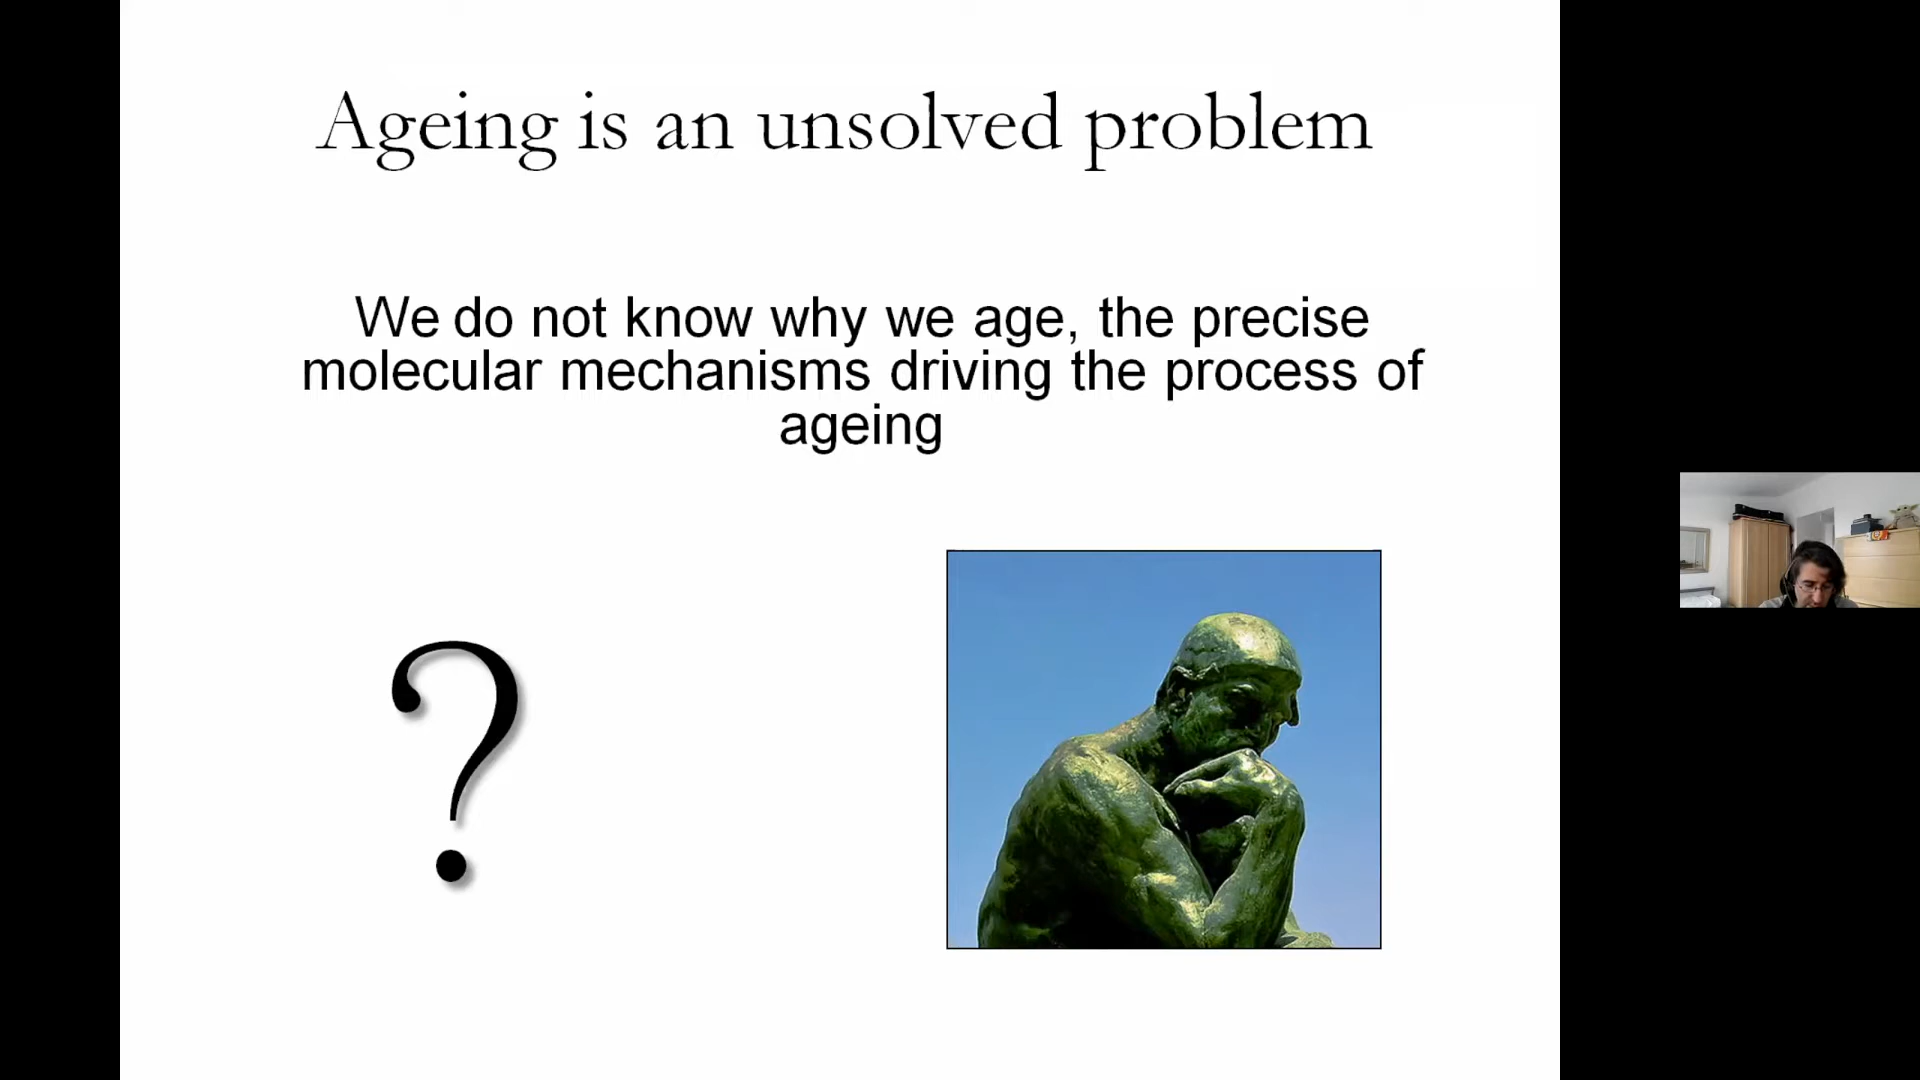 Ageing is an unsolved problem
We do not know why we age, the precise
molecular mechanisms driving the process of
ageing
?